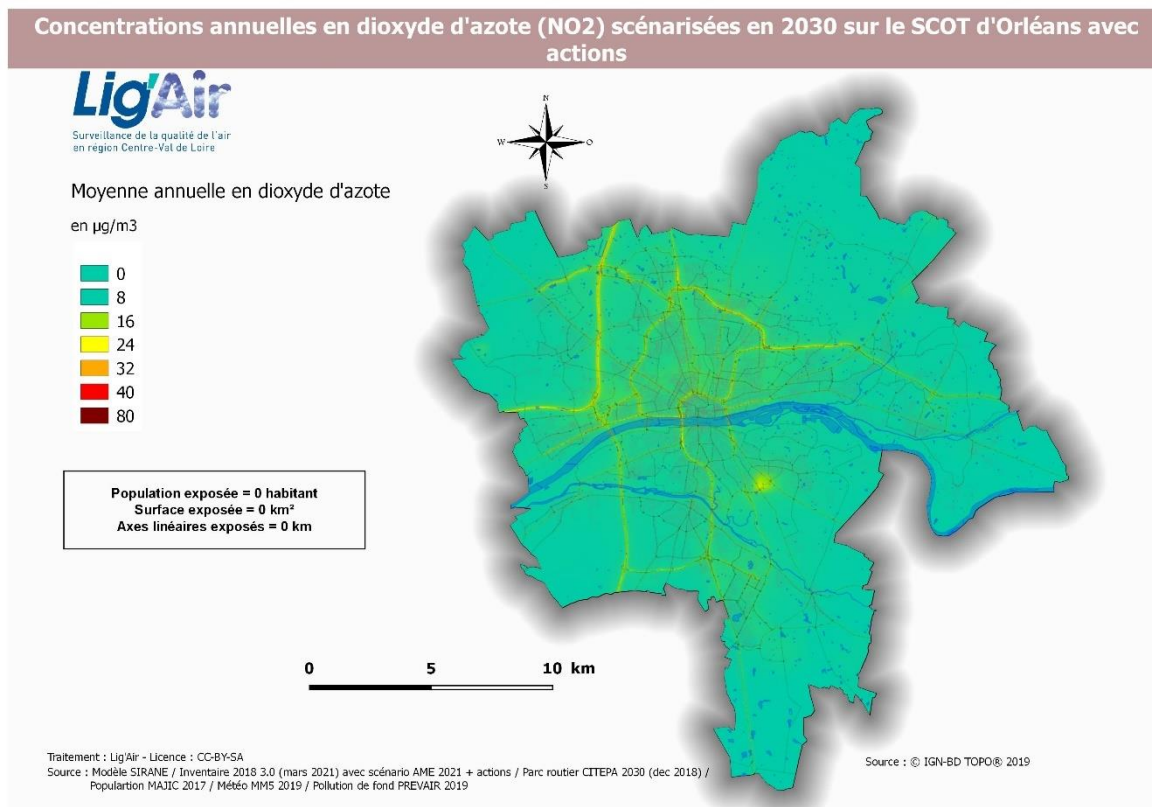 Concentrations annuelles en dioxyde d'azote (NO2) scénarisées en 2030 sur le SCOT d'Orléans avec
actions
Lig'Air
Surveillance de la qualité de l'air
en région Centre-Val de Loire
N
W
O
S
Moyenne annuelle en dioxyde d'azote
en µg/m3
0
8
16
24
32
40
80
Population exposée = 0 habitant
Surface exposée = 0 km²
Axes linéaires exposés = 0 km
0 5 10 km
Traitement : Lig'Air - Licence : CC-BY-SA
Source : Modèle SIRANE / Inventaire 2018 3.0 (mars 2021) avec scénario AME 2021 + actions / Parc routier CITEPA 2030 (dec 2018) /
Populartion MAJIC 2017 / Météo MM5 2019 / Pollution de fond PREVAIR 2019
Source : © IGN-BD TOPO® 2019